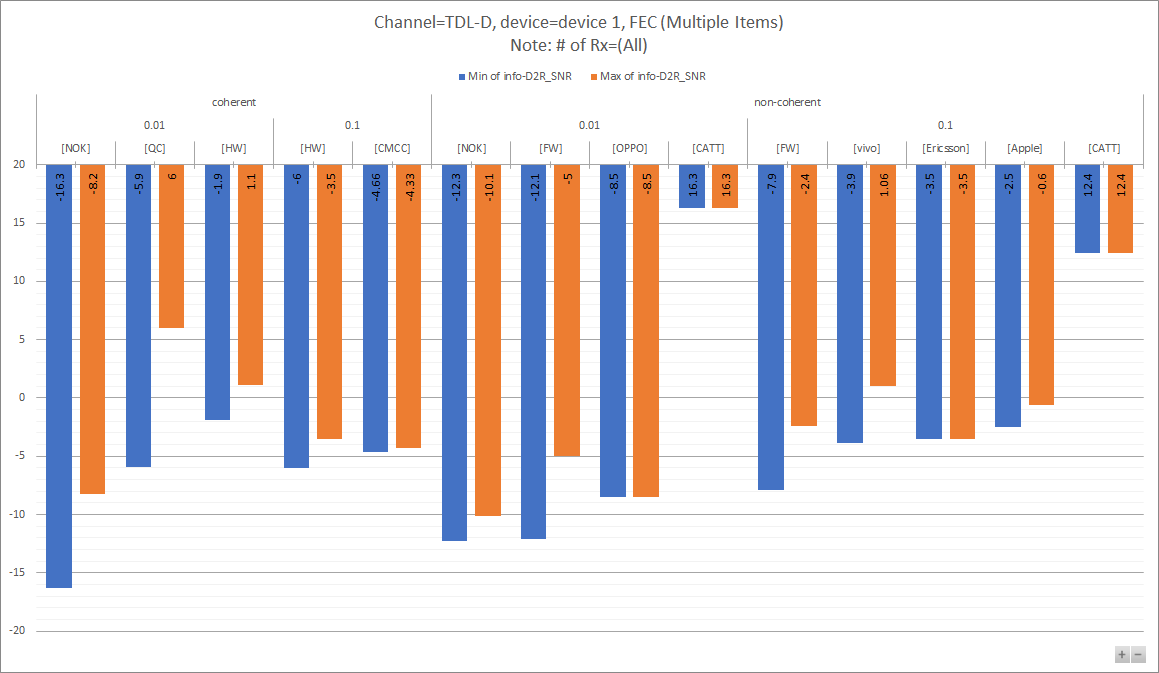 Channel=TDL-D, device=device 1, FEC (Multiple Items)
Note: # of Rx=(All)
Min of info-D2R_SNR Max of info-D2R_SNR
coherent non-coherent
0.01 0.1 0.01 0.1
[NOK] [QC] [HW] [HW] [CMCC] [NOK] [FW] [OPPO] [CATT] [FW] [vivo] [Ericsson] [Apple] [CATT]
20
-16.3 -8.2 -5.9 6 -1.9 1.1 -6 -3.5 -4.66 -4.33 -12.3 -10.1 -12.1 -5 -8.5 -8.5 16.3 16.3 -7.9 -2.4 -3.9 1.06 -3.5 -3.5 -2.5 -0.6 12.4 12.4
15
10
5
0
-5
-10
-15
-20
+ −